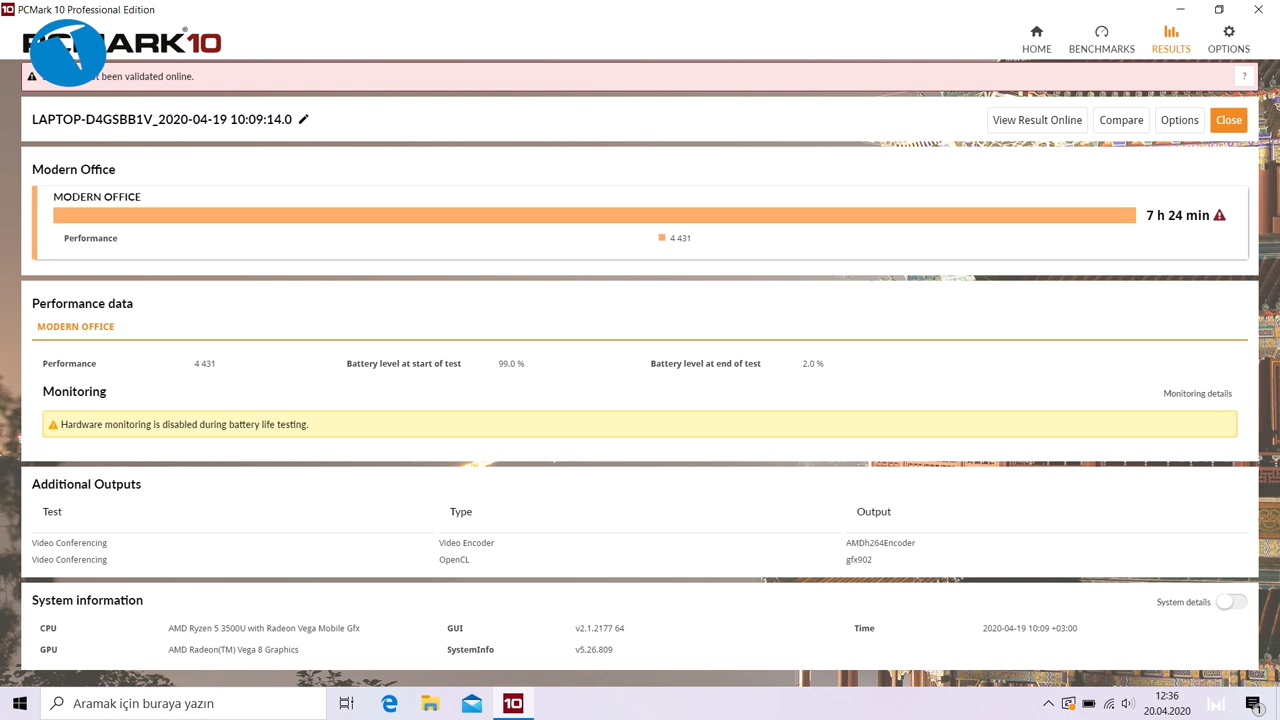 PCMark 10 Professional Edition
MARK 10
HOME BENCHMARKS RESULTS OPTIONS
been validated online. ?
LAPTOP-D4GSBB1V_2020-04-19 10:09:14.0 View Result Online Compare Options Close
Modern Office
MODERN OFFICE
7 h 24 min
Performance 4 431
Performance data
MODERN OFFICE
Performance 4 431 Battery level at start of test 99.0 % Battery level at end of test 2.0 %
Monitoring Monitoring details
Hardware monitoring is disabled during battery life testing.
Additional Outputs
Test Type Output
Video Conferencing Video Encoder AMDh264Encoder
Video Conferencing OpenCL gfx902
System information System details
CPU AMD Ryzen 5 3500U with Radeon Vega Mobile Gfx GUI v2.1.2177 64 Time 2020-04-19 10:09 +03:00
GPU AMD Radeon(TM) Vega 8 Graphics SystemInfo v5.26.809
Aramak için buraya yazın 10 12:36
20.04.2020 1